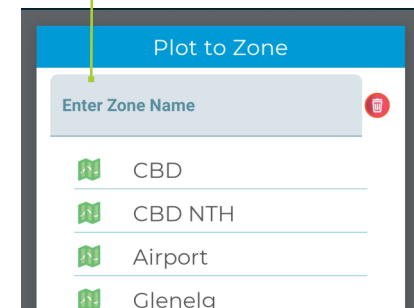 Plot to Zone
Enter Zone Name
CBD
CBD NTH
Airport
Glenelg